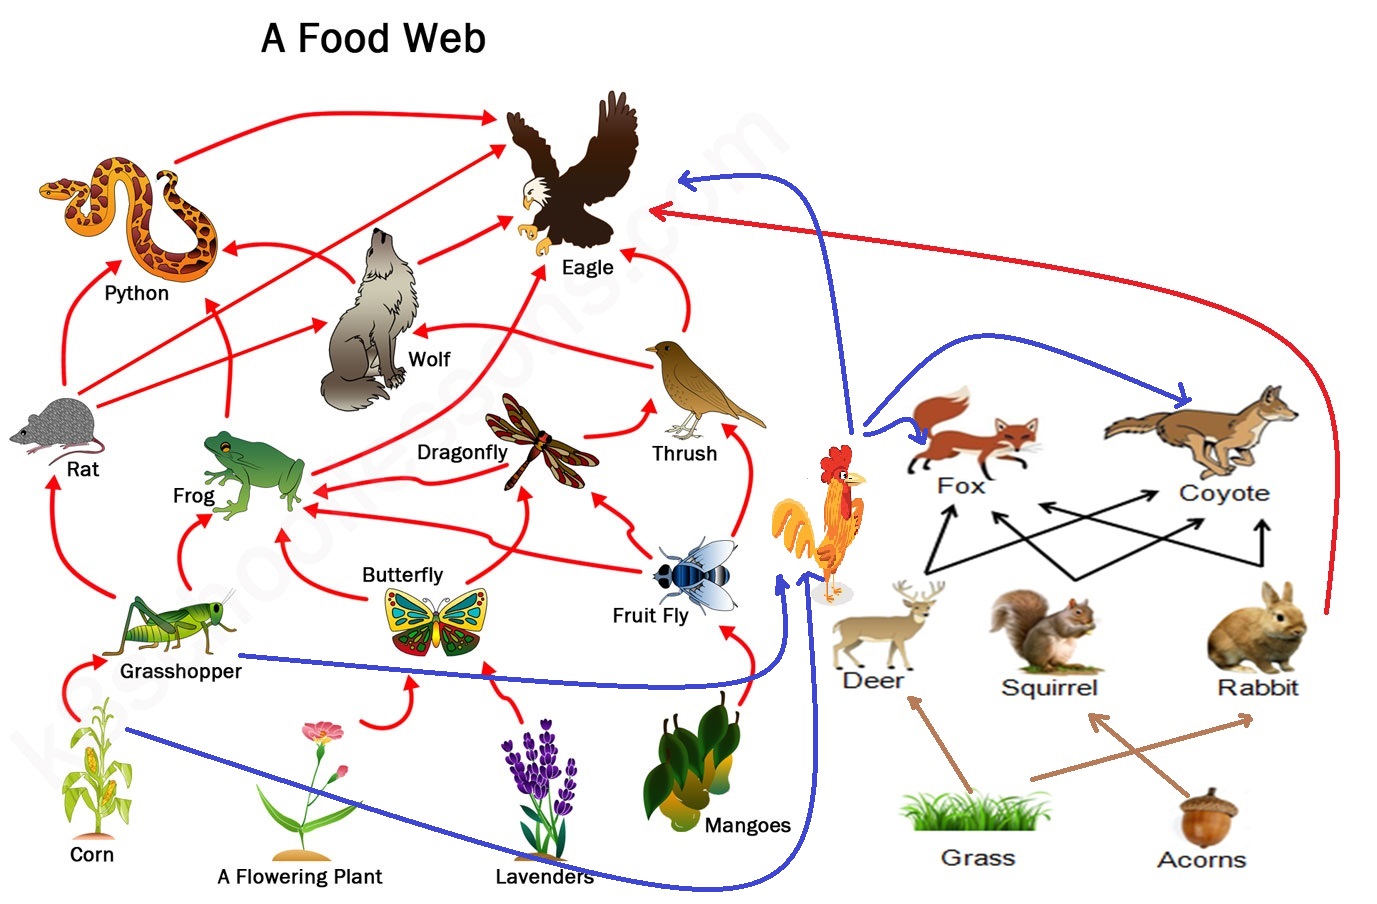 A Food Web
Eagle
Python
Wolf
Dragonfly
Thrush
Rat
Frog
Fox
Coyote
Butterfly
Fruit Fly
Grasshopper
Deer
Squirrel
Rabbit
Mangoes
Corn
A Flowering Plant
Lavenders
Grass
Acorns